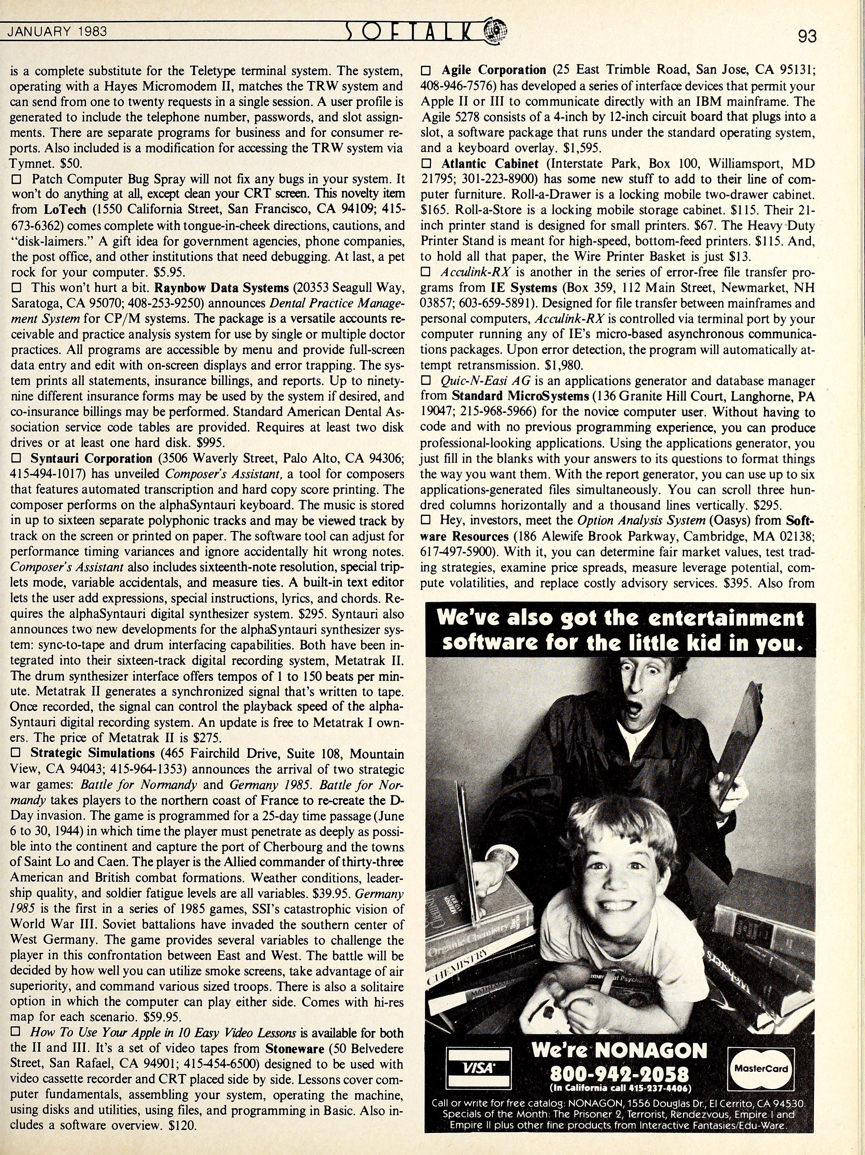 JANUARY 1983
SOFTALK
93
is a complete substitute for the Teletype terminal system. The system,
operating with a Hayes Micromodem II, matches the TRW system and
can send from one to twenty requests in a single session. A user profile is
generated to include the telephone number, passwords, and slot assign-
ments. There are separate programs for business and for consumer re-
ports. Also included is a modification for accessing the TRW system via
Tymnet. $50.
□ Patch Computer Bug Spray will not fix any bugs in your system. It
won't do anything at all, except clean your CRT screen. This novelty item
from LoTech (1550 California Street, San Francisco, CA 94109; 415-
673-6362) comes complete with tongue-in-cheek directions, cautions, and
"disk-laimers." A gift idea for government agencies, phone companies,
the post office, and other institutions that need debugging. At last, a pet
rock for your computer. $5.95.
□ This won't hurt a bit. Raynbow Data Systems (20353 Seagull Way,
Saratoga, CA 95070; 408-253-9250) announces Dental Practice Manage-
ment System for CP/M systems. The package is a versatile accounts re-
ceivable and practice analysis system for use by single or multiple doctor
practices. All programs are accessible by menu and provide full-screen
data entry and edit with on-screen displays and error trapping. The sys-
tem prints all statements, insurance billings, and reports. Up to ninety-
nine different insurance forms may be used by the system if desired, and
co-insurance billings may be performed. Standard American Dental As-
sociation service code tables are provided. Requires at least two disk
drives or at least one hard disk. $995.
□ Syntauri Corporation (3506 Waverly Street, Palo Alto, CA 94306;
415-494-1017) has unveiled Composer's Assistant, a tool for composers
that features automated transcription and hard copy score printing. The
composer performs on the alphaSyntauri keyboard. The music is stored
in up to sixteen separate polyphonic tracks and may be viewed track by
track on the screen or printed on paper. The software tool can adjust for
performance timing variances and ignore accidentally hit wrong notes.
Composer's Assistant also includes sixteenth-note resolution, special trip-
lets mode, variable accidentals, and measure ties. A built-in text editor
lets the user add expressions, special instructions, lyrics, and chords. Re-
quires the alphaSyntauri digital synthesizer system. $295. Syntauri also
announces two new developments for the alphaSyntauri synthesizer sys-
tem: sync-to-tape and drum interfacing capabilities. Both have been in-
tegrated into their sixteen-track digital recording system, Metatrak II.
The drum synthesizer interface offers tempos of 1 to 150 beats per min-
ute. Metatrak II generates a synchronized signal that's written to tape.
Once recorded, the signal can control the playback speed of the alpha-
Syntauri digital recording system. An update is free to Metatrak I own-
ers. The price of Metatrak II is $275.
□ Strategic Simulations (465 Fairchild Drive, Suite 108, Mountain
View, CA 94043; 415-964-1353) announces the arrival of two strategic
war games: Battle for Normandy and Germany 1985. Battle for Nor-
mandy takes players to the northern coast of France to re-create the D-
Day invasion. The game is programmed for a 25-day time passage (June
6 to 30, 1944) in which time the player must penetrate as deeply as possi-
ble into the continent and capture the port of Cherbourg and the towns
of Saint Lo and Caen. The player is the Allied commander of thirty-three
American and British combat formations. Weather conditions, leader-
ship quality, and soldier fatigue levels are all variables. $39.95. Germany
1985 is the first in a series of 1985 games, SSI's catastrophic vision of
World War III. Soviet battalions have invaded the southern center of
West Germany. The game provides several variables to challenge the
player in this confrontation between East and West. The battle will be
decided by how well you can utilize smoke screens, take advantage of air
superiority, and command various sized troops. There is also a solitaire
option in which the computer can play either side. Comes with hi-res
map for each scenario. $59.95.
□ How To Use Your Apple in 10 Easy Video Lessons is available for both
the II and III. It's a set of video tapes from Stoneware (50 Belvedere
Street, San Rafael, CA 94901; 415-454-6500) designed to be used with
video cassette recorder and CRT placed side by side. Lessons cover com-
puter fundamentals, assembling your system, operating the machine,
using disks and utilities, using files, and programming in Basic. Also in-
cludes a software overview. $120.
□ Agile Corporation (25 East Trimble Road, San Jose, CA 95131;
408-946-7576) has developed a series of interface devices that permit your
Apple II or III to communicate directly with an IBM mainframe. The
Agile 5278 consists of a 4-inch by 12-inch circuit board that plugs into a
slot, a software package that runs under the standard operating system,
and a keyboard overlay. $1,595.
□ Atlantic Cabinet (Interstate Park, Box 100, Williamsport, MD
21795; 301-223-8900) has some new stuff to add to their line of com-
puter furniture. Roll-a-Drawer is a locking mobile two-drawer cabinet.
$165. Roll-a-Store is a locking mobile storage cabinet. $115. Their 21-
inch printer stand is designed for small printers. $67. The Heavy Duty
Printer Stand is meant for high-speed, bottom-feed printers. $115. And,
to hold all that paper, the Wire Printer Basket is just $13.
□ Acculink-RX is another in the series of error-free file transfer pro-
grams from IE Systems (Box 359, 112 Main Street, Newmarket, NH
03857; 603-659-5891). Designed for file transfer between mainframes and
personal computers, Acculink-RX is controlled via terminal port by your
computer running any of IE's micro-based asynchronous communica-
tions packages. Upon error detection, the program will automatically at-
tempt retransmission. $1,980.
□ Quic-N-Easi AG is an applications generator and database manager
from Standard MicroSystems (136 Granite Hill Court, Langhorne, PA
19047; 215-968-5966) for the novice computer user. Without having to
code and with no previous programming experience, you can produce
professional-looking applications. Using the applications generator, you
just fill in the blanks with your answers to its questions to format things
the way you want them. With the report generator, you can use up to six
applications-generated files simultaneously. You can scroll three hun-
dred columns horizontally and a thousand lines vertically. $295.
□ Hey, investors, meet the Option Analysis System (Oasys) from Soft-
ware Resources (186 Alewife Brook Parkway, Cambridge, MA 02138;
617-497-5900). With it, you can determine fair market values, test trad-
ing strategies, examine price spreads, measure leverage potential, com-
pute volatilities, and replace costly advisory services. $395. Also from
We've also got the entertainment
software for the little kid in you.
Organic Chemistry
CHEMISTRY
We're NONAGON
VISA
800-942-2058
MasterCard
(In California call 415-237-4406)
Call or write for free catalog: NONAGON, 1556 Douglas Dr., El Cerrito, CA 94530.
Specials of the Month: The Prisoner 2, Terrorist, Rendezvous, Empire I and
Empire II plus other fine products from Interactive Fantasies/Edu-Ware.